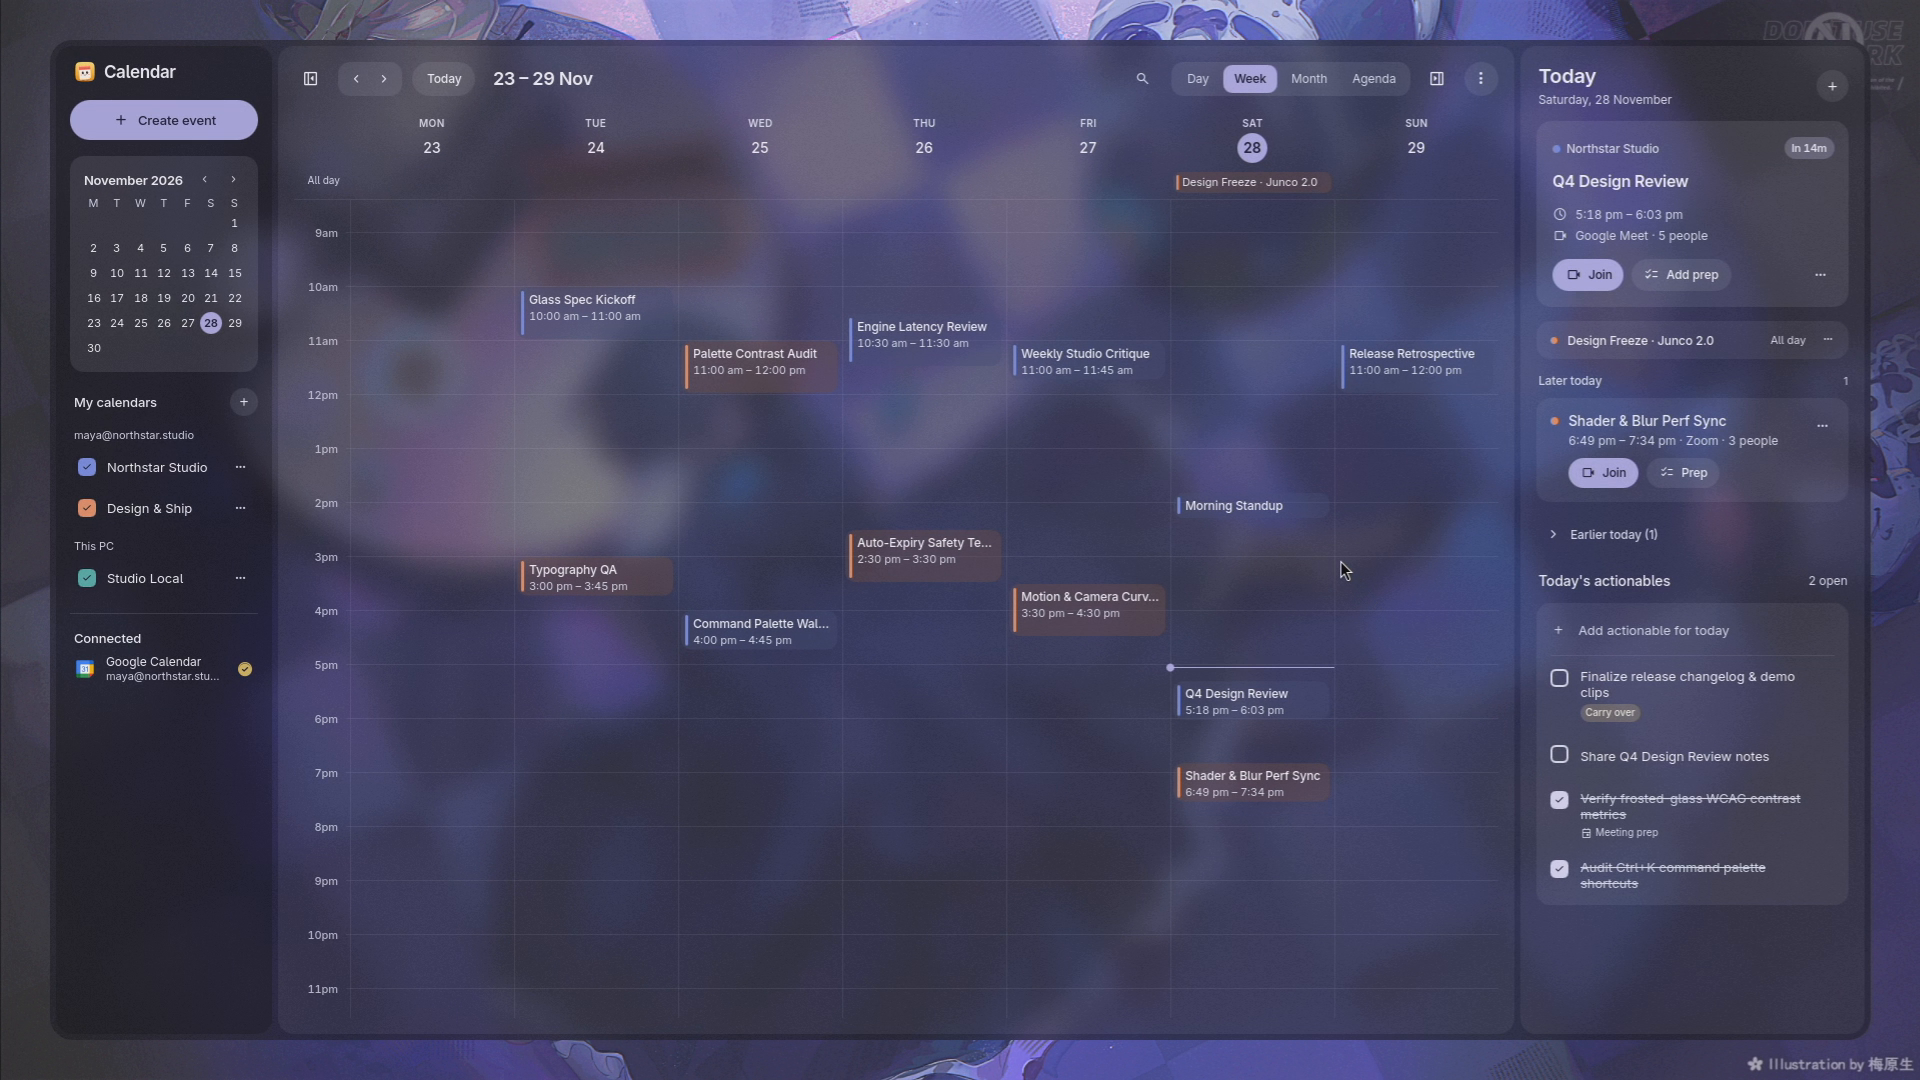 Calendar
Create event
November 2026
M T W T F S S
1
2 3 4 5 6 7 8
9 10 11 12 13 14 15
16 17 18 19 20 21 22
23 24 25 26 27 28 29
30
My calendars
maya@northstar.studio
Northstar Studio
Design & Ship
This PC
Studio Local
Connected
Google Calendar
maya@northstar.stu...
Today
23 – 29 Nov
Day Week Month Agenda
MON TUE WED THU FRI SAT SUN
23 24 25 26 27 28 29
All day
Design Freeze · Junco 2.0
9am
10am
11am
12pm
1pm
2pm
3pm
4pm
5pm
6pm
7pm
8pm
9pm
10pm
11pm
Glass Spec Kickoff
10:00 am – 11:00 am
Typography QA
3:00 pm – 3:45 pm
Palette Contrast Audit
11:00 am – 12:00 pm
Command Palette Wal...
4:00 pm – 4:45 pm
Engine Latency Review
10:30 am – 11:30 am
Auto-Expiry Safety Te...
2:30 pm – 3:30 pm
Weekly Studio Critique
11:00 am – 11:45 am
Motion & Camera Curv...
3:30 pm – 4:30 pm
Morning Standup
Q4 Design Review
5:18 pm – 6:03 pm
Shader & Blur Perf Sync
6:49 pm – 7:34 pm
Release Retrospective
11:00 am – 12:00 pm
Today
Saturday, 28 November
Northstar Studio
In 14m
Q4 Design Review
5:18 pm – 6:03 pm
Google Meet · 5 people
Join
Add prep
Design Freeze · Junco 2.0
All day
Later today
1
Shader & Blur Perf Sync
6:49 pm – 7:34 pm · Zoom · 3 people
Join
Prep
Earlier today (1)
Today's actionables
2 open
Add actionable for today
Finalize release changelog & demo
clips
Carry over
Share Q4 Design Review notes
Verify frosted-glass WCAG contrast
metrics
Meeting prep
Audit Ctrl+K command palette
shortcuts
Illustration by 梅原生